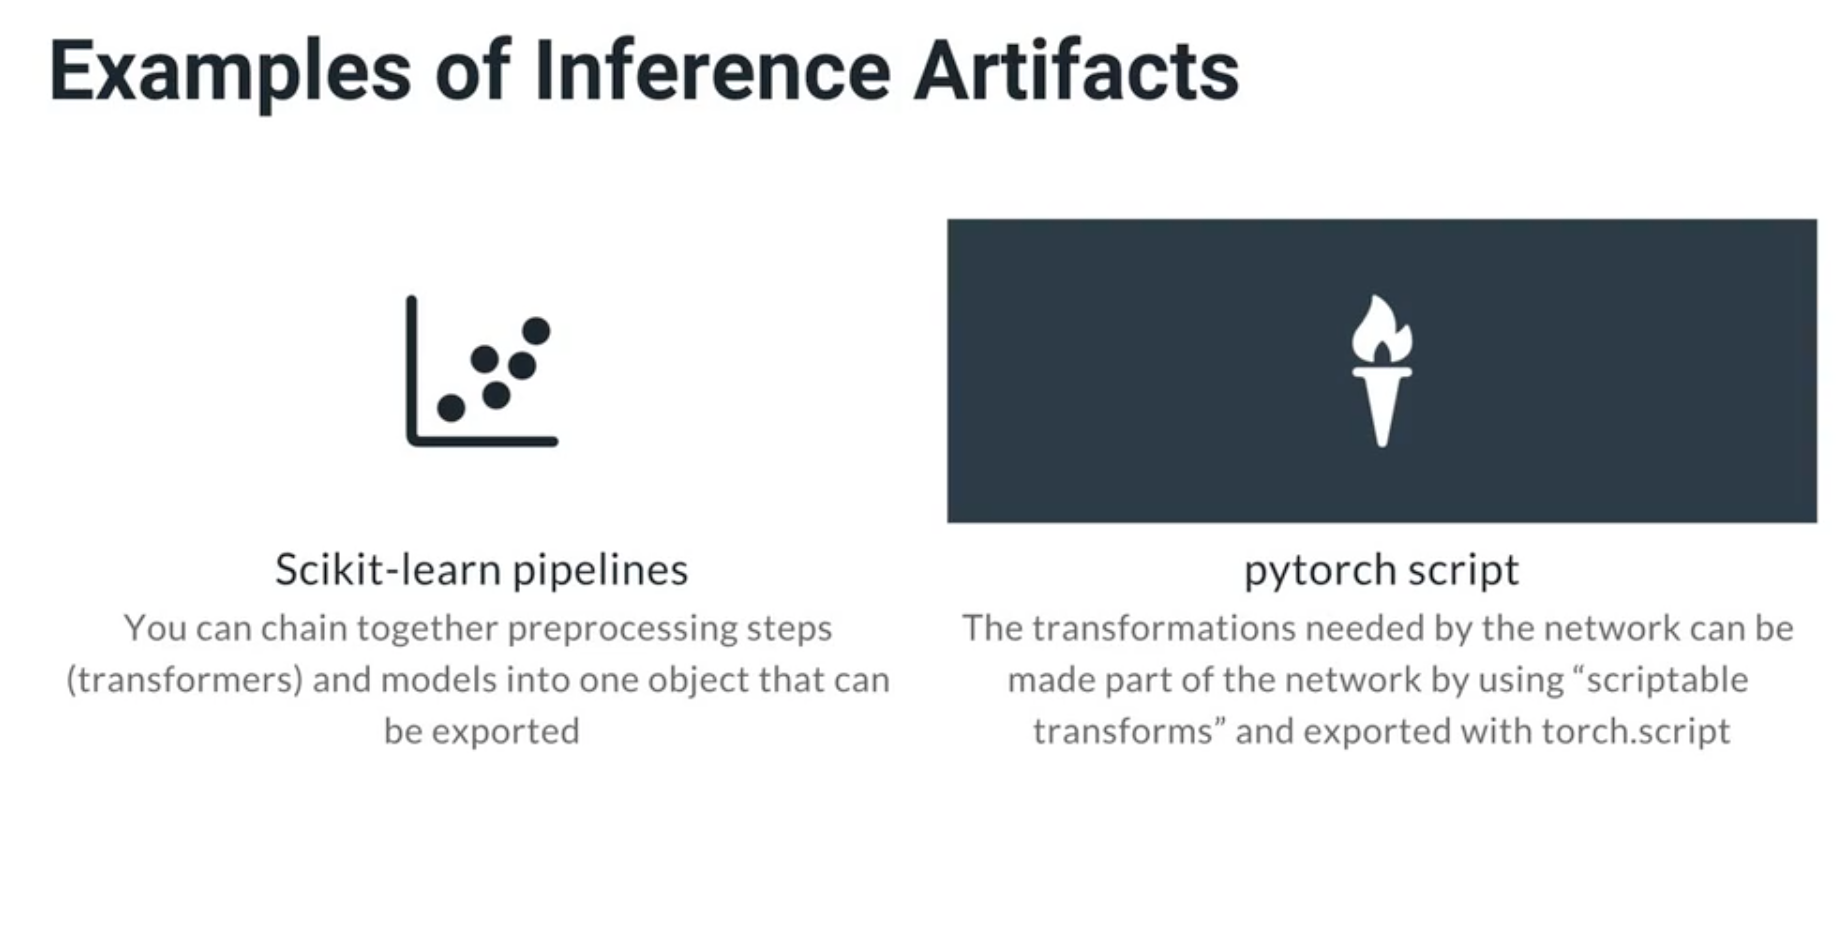 Examples of Inference Artifacts
Scikit-learn pipelines
You can chain together preprocessing steps
(transformers) and models into one object that can
be exported
pytorch script
The transformations needed by the network can be
made part of the network by using “scriptable
transforms” and exported with torch.script